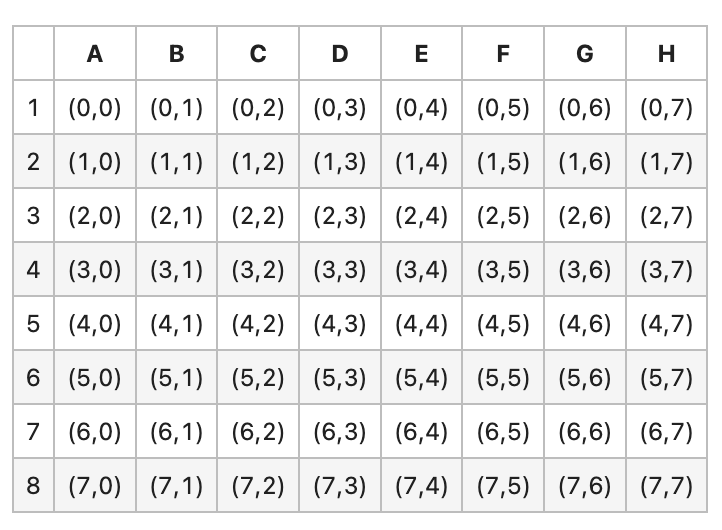 A B C D E F G H
1 (0,0) (0,1) (0,2) (0,3) (0,4) (0,5) (0,6) (0,7)
2 (1,0) (1,1) (1,2) (1,3) (1,4) (1,5) (1,6) (1,7)
3 (2,0) (2,1) (2,2) (2,3) (2,4) (2,5) (2,6) (2,7)
4 (3,0) (3,1) (3,2) (3,3) (3,4) (3,5) (3,6) (3,7)
5 (4,0) (4,1) (4,2) (4,3) (4,4) (4,5) (4,6) (4,7)
6 (5,0) (5,1) (5,2) (5,3) (5,4) (5,5) (5,6) (5,7)
7 (6,0) (6,1) (6,2) (6,3) (6,4) (6,5) (6,6) (6,7)
8 (7,0) (7,1) (7,2) (7,3) (7,4) (7,5) (7,6) (7,7)